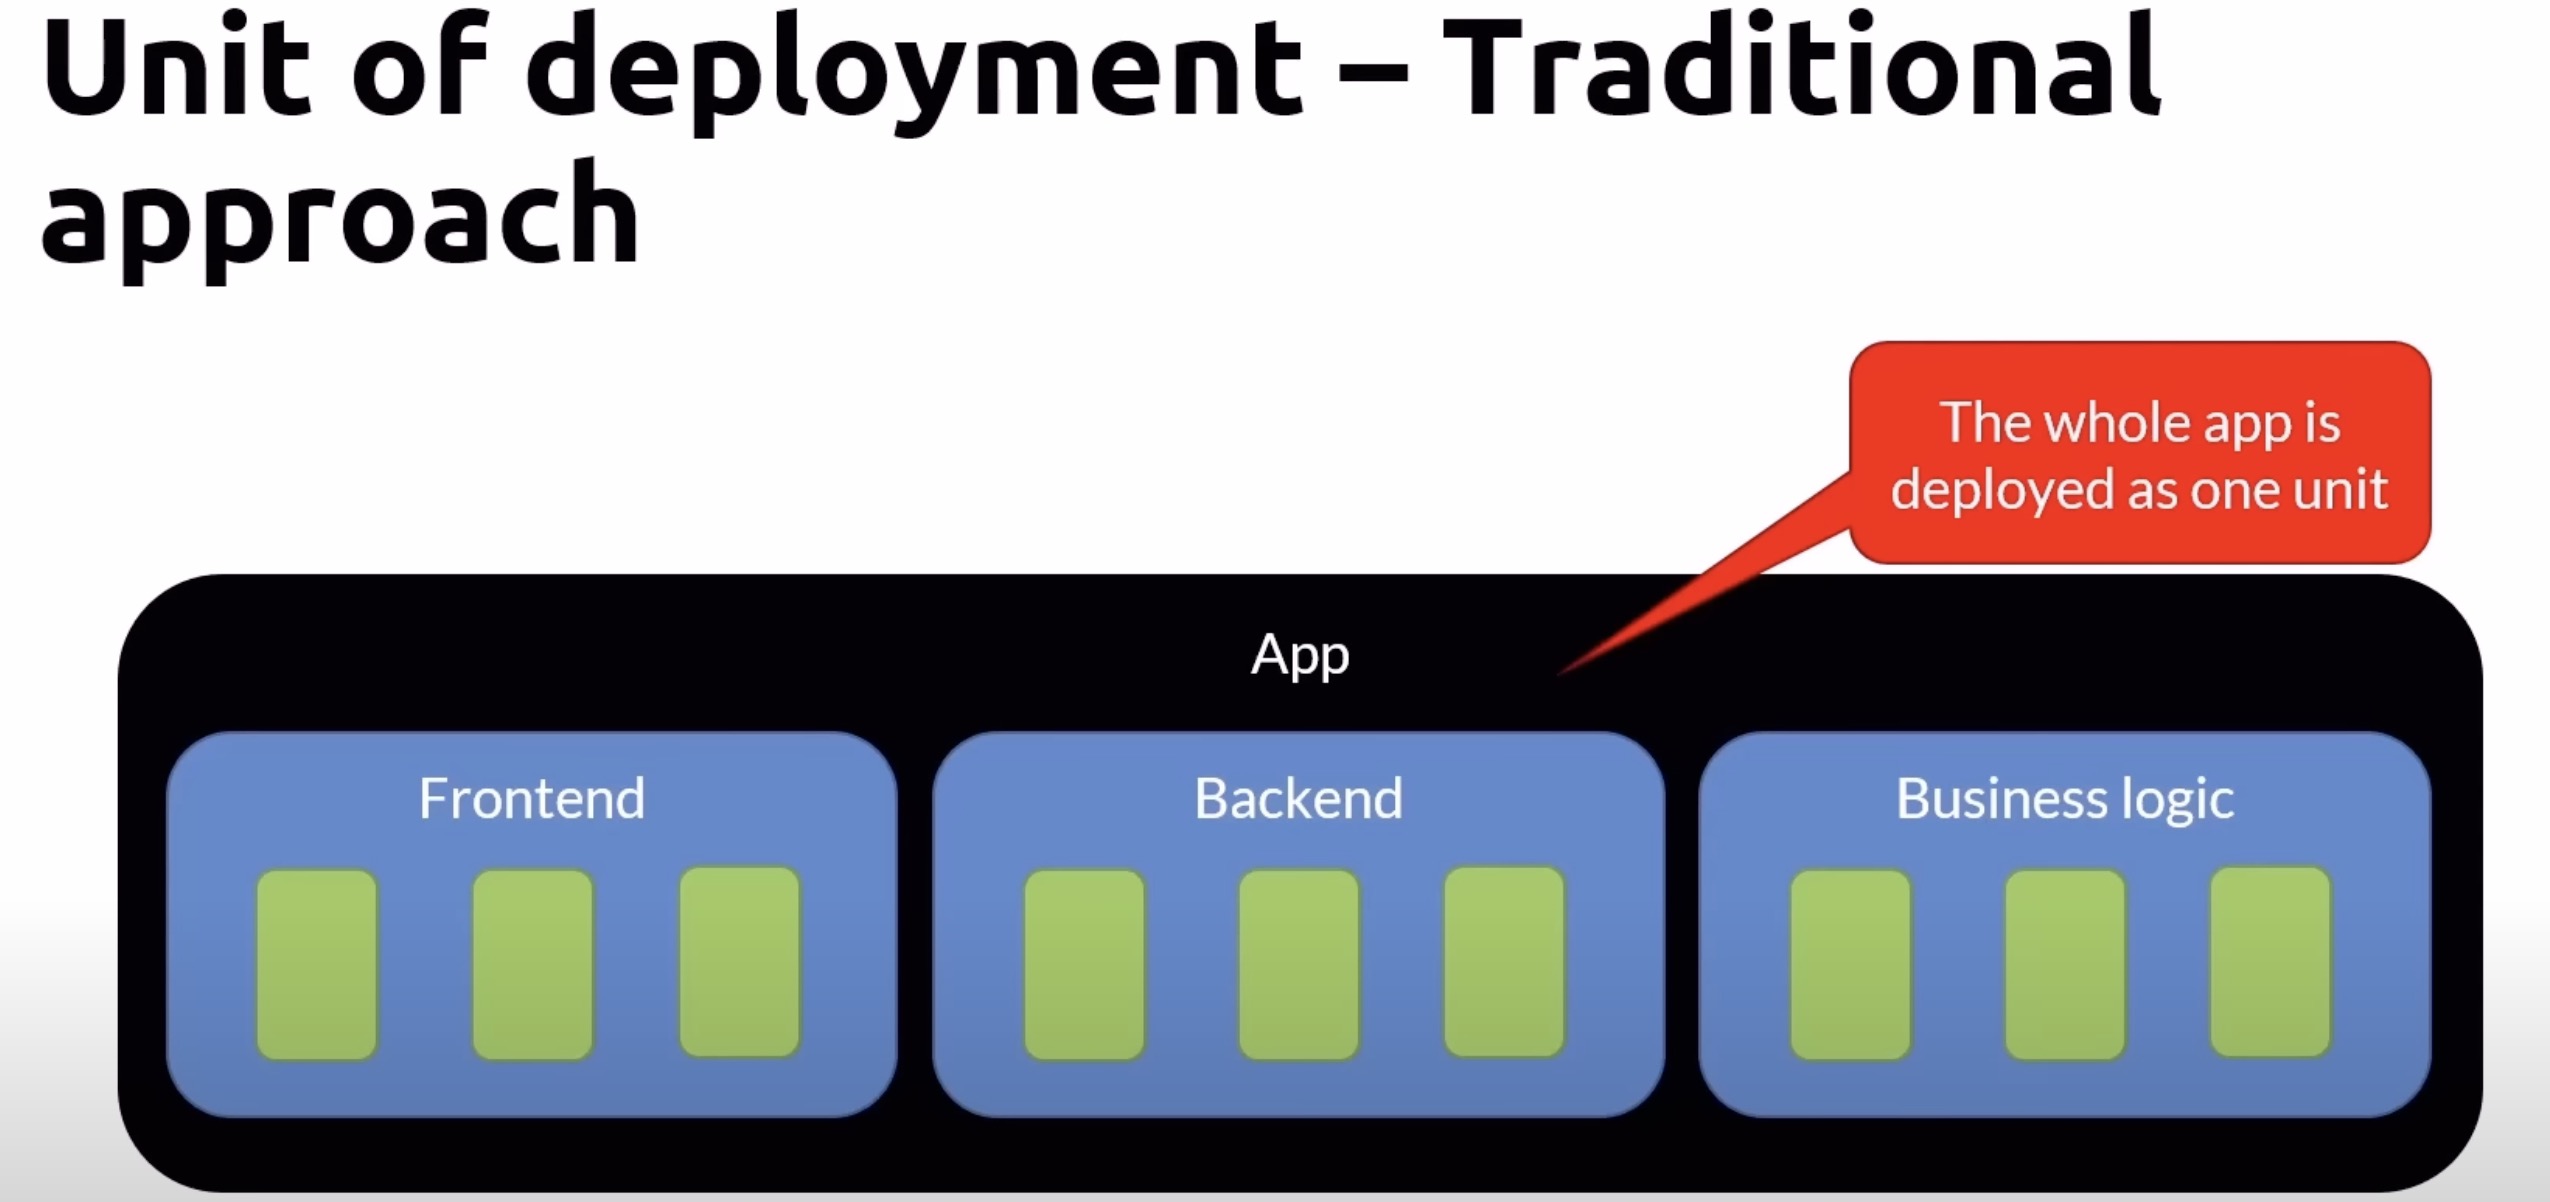 Unit of deployment – Traditional
approach
The whole app is
deployed as one unit
App
Frontend
Backend
Business logic